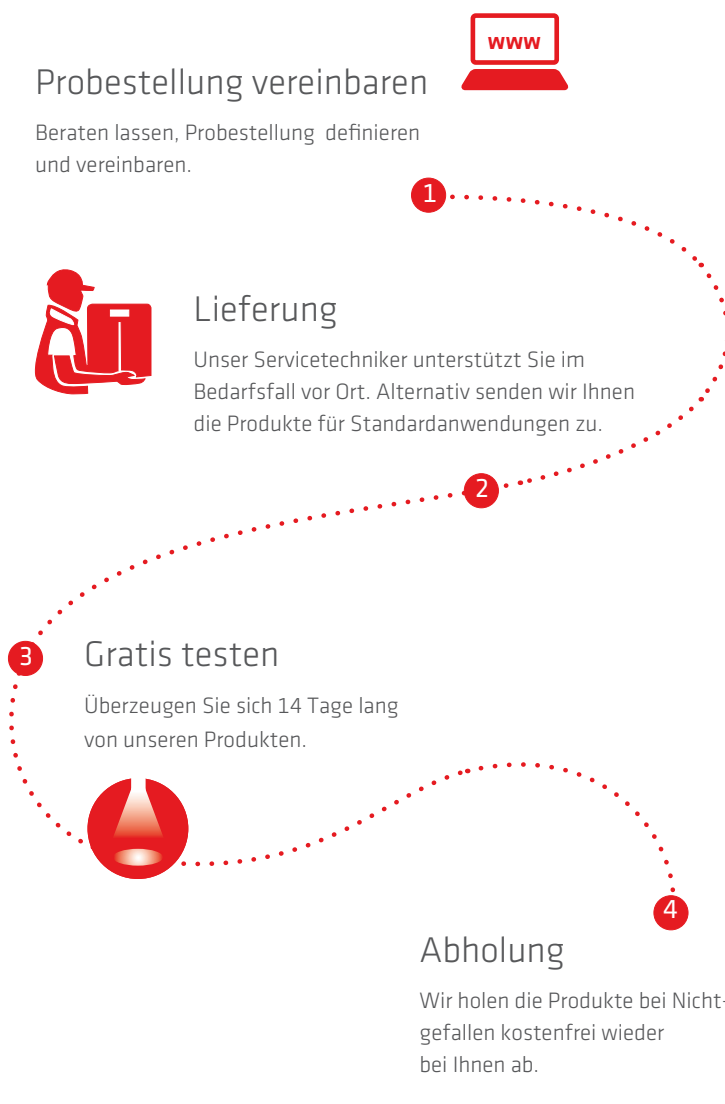 www
Probestellung vereinbaren
Beraten lassen, Probestellung definieren
und vereinbaren.
1
Lieferung
Unser Servicetechniker unterstützt Sie im
Bedarfsfall vor Ort. Alternativ senden wir Ihnen
die Produkte für Standardanwendungen zu.
2
3
Gratis testen
Überzeugen Sie sich 14 Tage lang
von unseren Produkten.
4
Abholung
Wir holen die Produkte bei Nicht-
gefallen kostenfrei wieder
bei Ihnen ab.